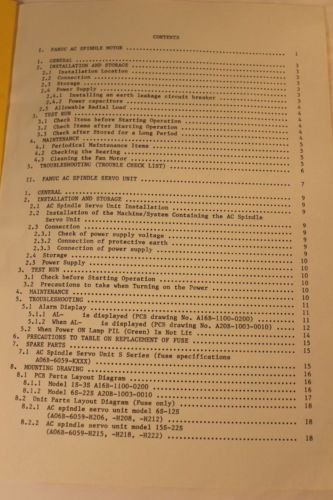 CONTENTS
I. FANUC AC SPINDLE MOTOR ........ 1
1. GENERAL ........ 3
2. INSTALLATION AND STORAGE ........ 3
2.1 Installation Location ........ 3
2.2 Connection ........ 3
2.3 Storage ........ 3
2.4 Power Supply ........ 3
2.4.1 Installing an earth leakage circuit breaker ........ 3
2.4.2 Power capacitors ........ 4
2.5 Allowable Radial Load ........ 4
3. TEST RUN ........ 4
3.1 Check Items before Starting Operation ........ 4
3.2 Check Items after Starting Operation ........ 4
3.3 Check after Stored for a Long Period ........ 4
4. MAINTENANCE ........ 5
4.1 Periodical Maintenance Items ........ 5
4.2 Checking the Bearing ........ 5
4.3 Cleaning the Fan Motor ........ 5
5. TROUBLESHOOTING (TROUBLE CHECK LIST) ........ 6
II. FANUC AC SPINDLE SERVO UNIT ........ 7
1. GENERAL ........ 9
2. INSTALLATION AND STORAGE ........ 9
2.1 AC Spindle Servo Unit Installation ........ 9
2.2 Installation of the Machine/System Containing the AC Spindle
Servo Unit ........ 9
2.3 Connection ........ 9
2.3.1 Check of power supply voltage ........ 9
2.3.2 Connection of protective earth ........ 9
2.3.3 Connection of power supply ........ 9
2.4 Storage ........ 10
2.5 Power Supply ........ 10
3. TEST RUN ........ 10
3.1 Check before Starting Operation ........ 10
3.2 Precautions to take when Turning on the Power ........ 10
4. MAINTENANCE ........ 10
5. TROUBLESHOOTING ........ 11
5.1 Alarm Display ........ 11
5.1.1 AL- is displayed (PCB drawing No. A16B-1100-0200)
5.1.2 When AL- is displayed (PCB drawing No. A20B-1003-0010) .. 12
5.2 When Power ON Lamp PIL (Green) Is Not Lit ........ 14
6. PRECAUTIONS TO TABLE ON REPLACEMENT OF FUSE ........ 15
7. SPARE PARTS ........ 15
7.1 AC Spindle Servo Unit S Series (Fuse specifications
A06B-6059-KXXX) ........ 15
8. MOUNTING DRAWING ........ 16
8.1 PCB Parts Layout Diagram ........ 16
8.1.1 Model 1S-3S A16B-1100-0200 ........ 16
8.1.2 Model 6S-22S A20B-1003-0010 ........ 17
8.2 Unit Parts Layout Diagram (Fuse only) ........ 18
8.2.1 AC spindle servo unit model 6S-12S
(A06B-6059-H206, -H208, -H212) ........ 18
8.2.2 AC spindle servo unit model 15S-22S
(A06B-6059-H215, -H218, -H222) ........ 18